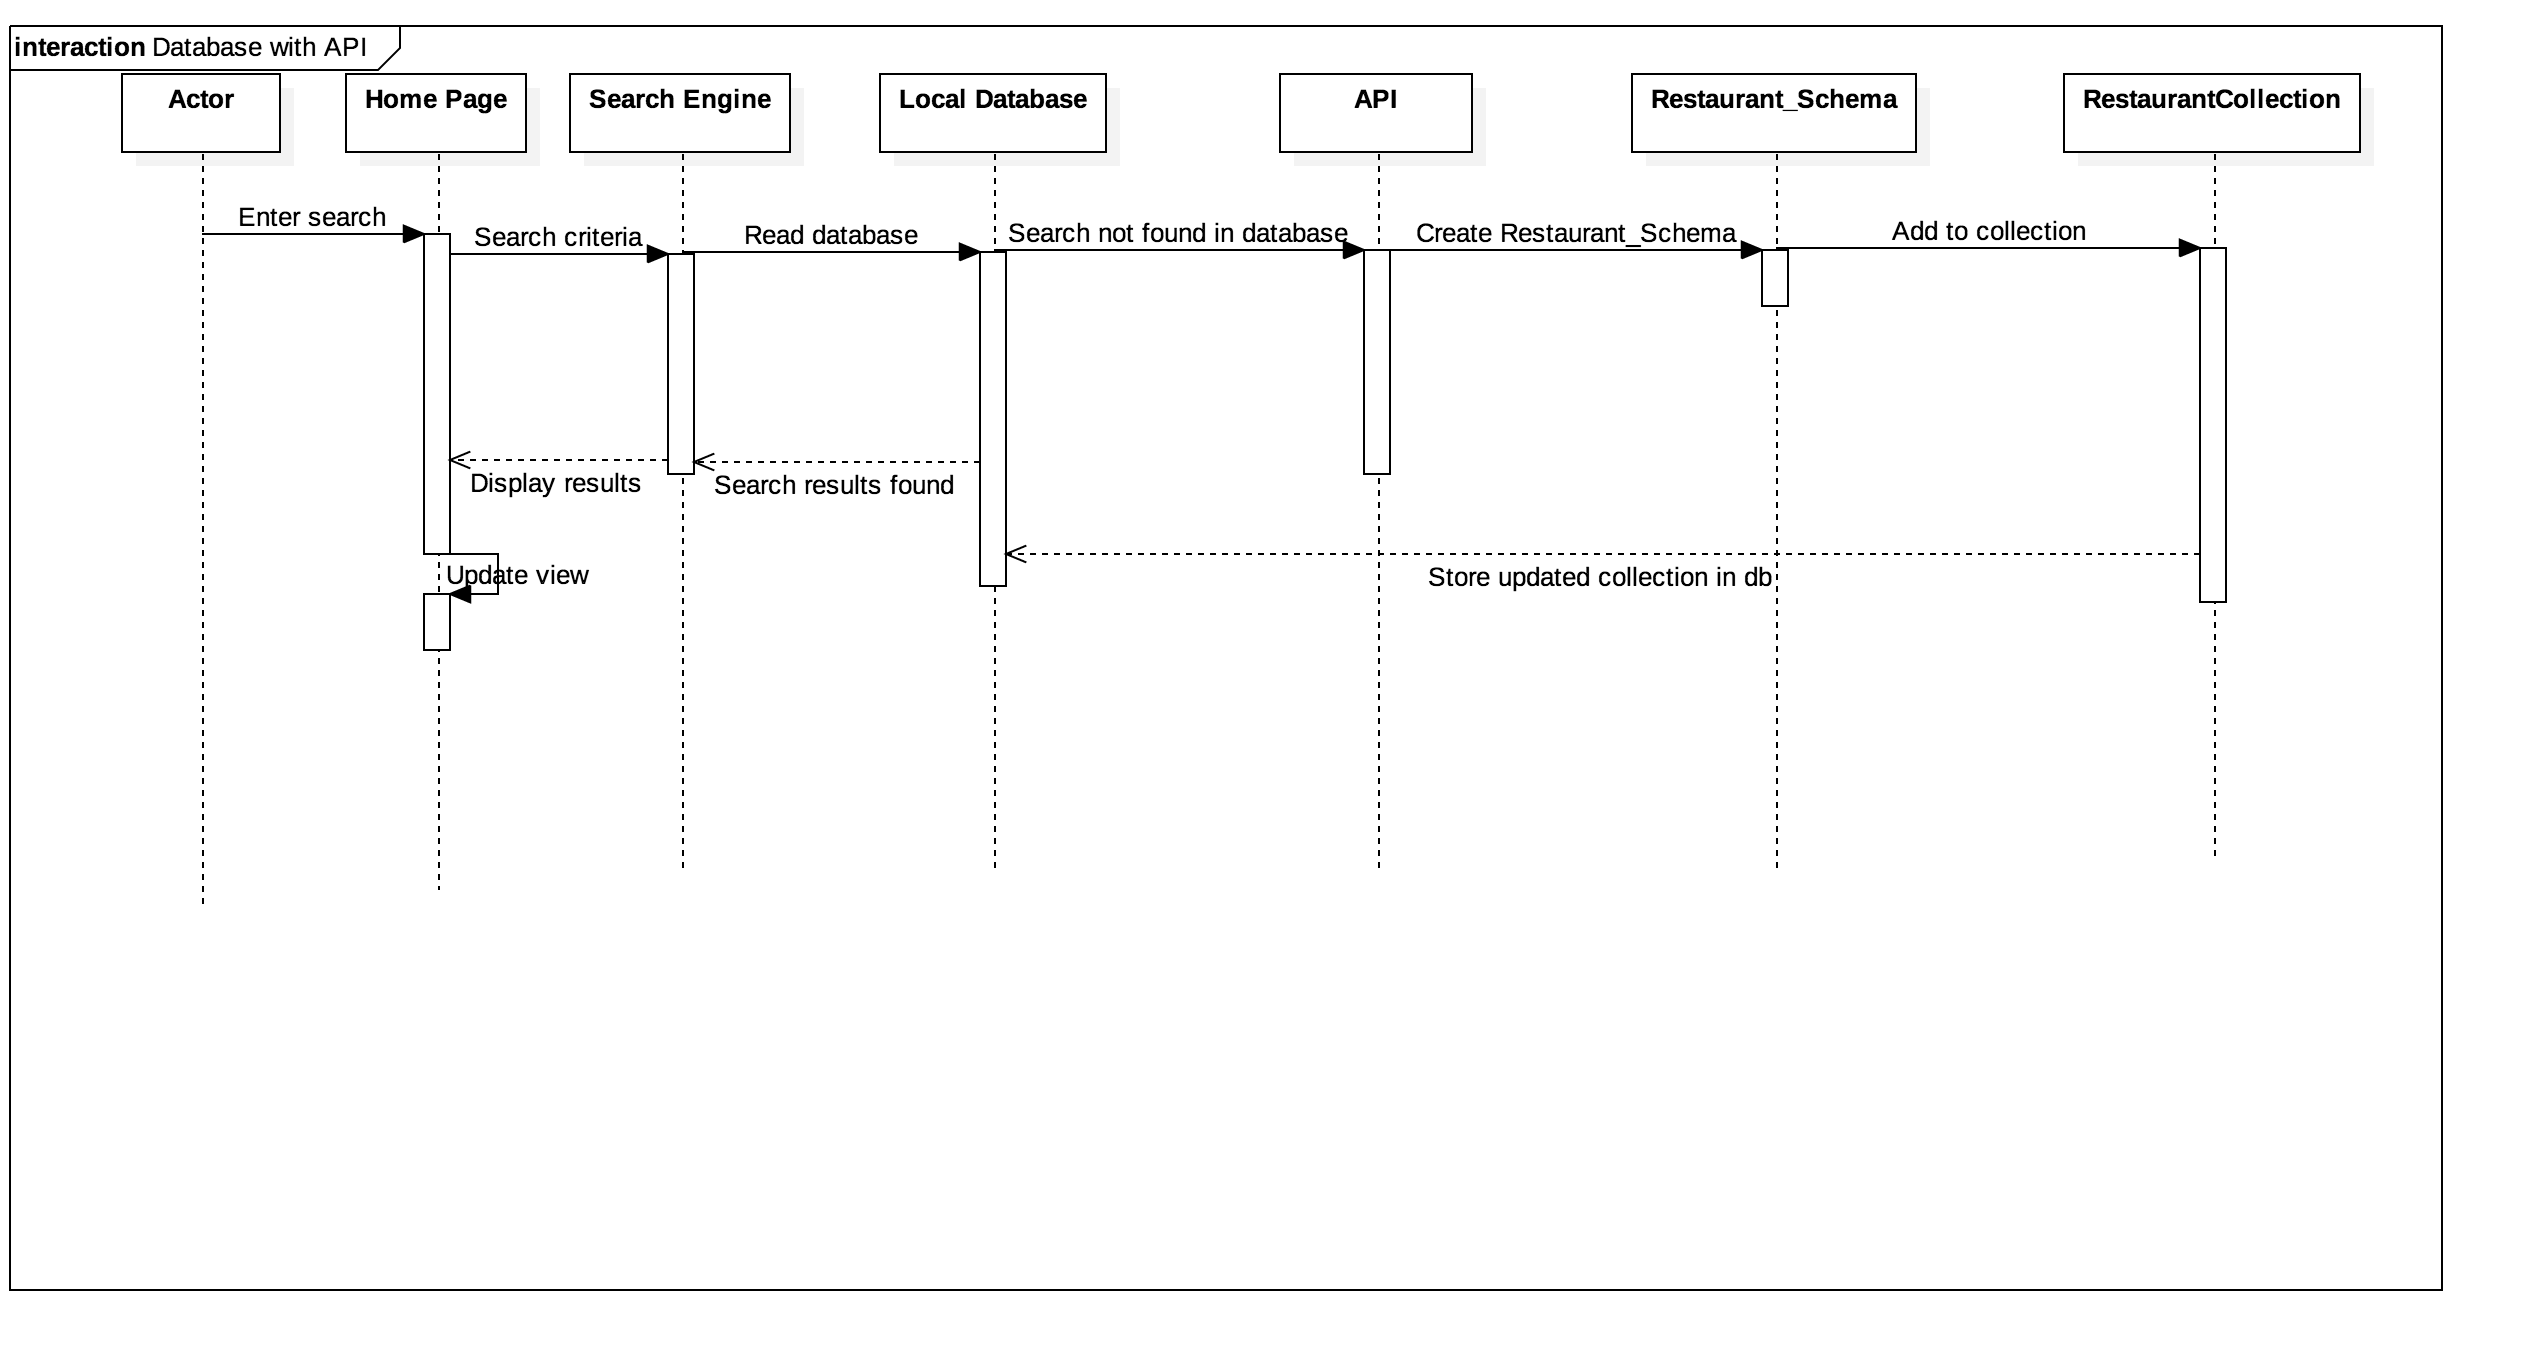 interaction Database with API
Actor
Home Page
Search Engine
Local Database
API
Restaurant_Schema
RestaurantCollection
Enter search
Search criteria
Read database
Search not found in database
Create Restaurant_Schema
Add to collection
Display results
Search results found
Update view
Store updated collection in db